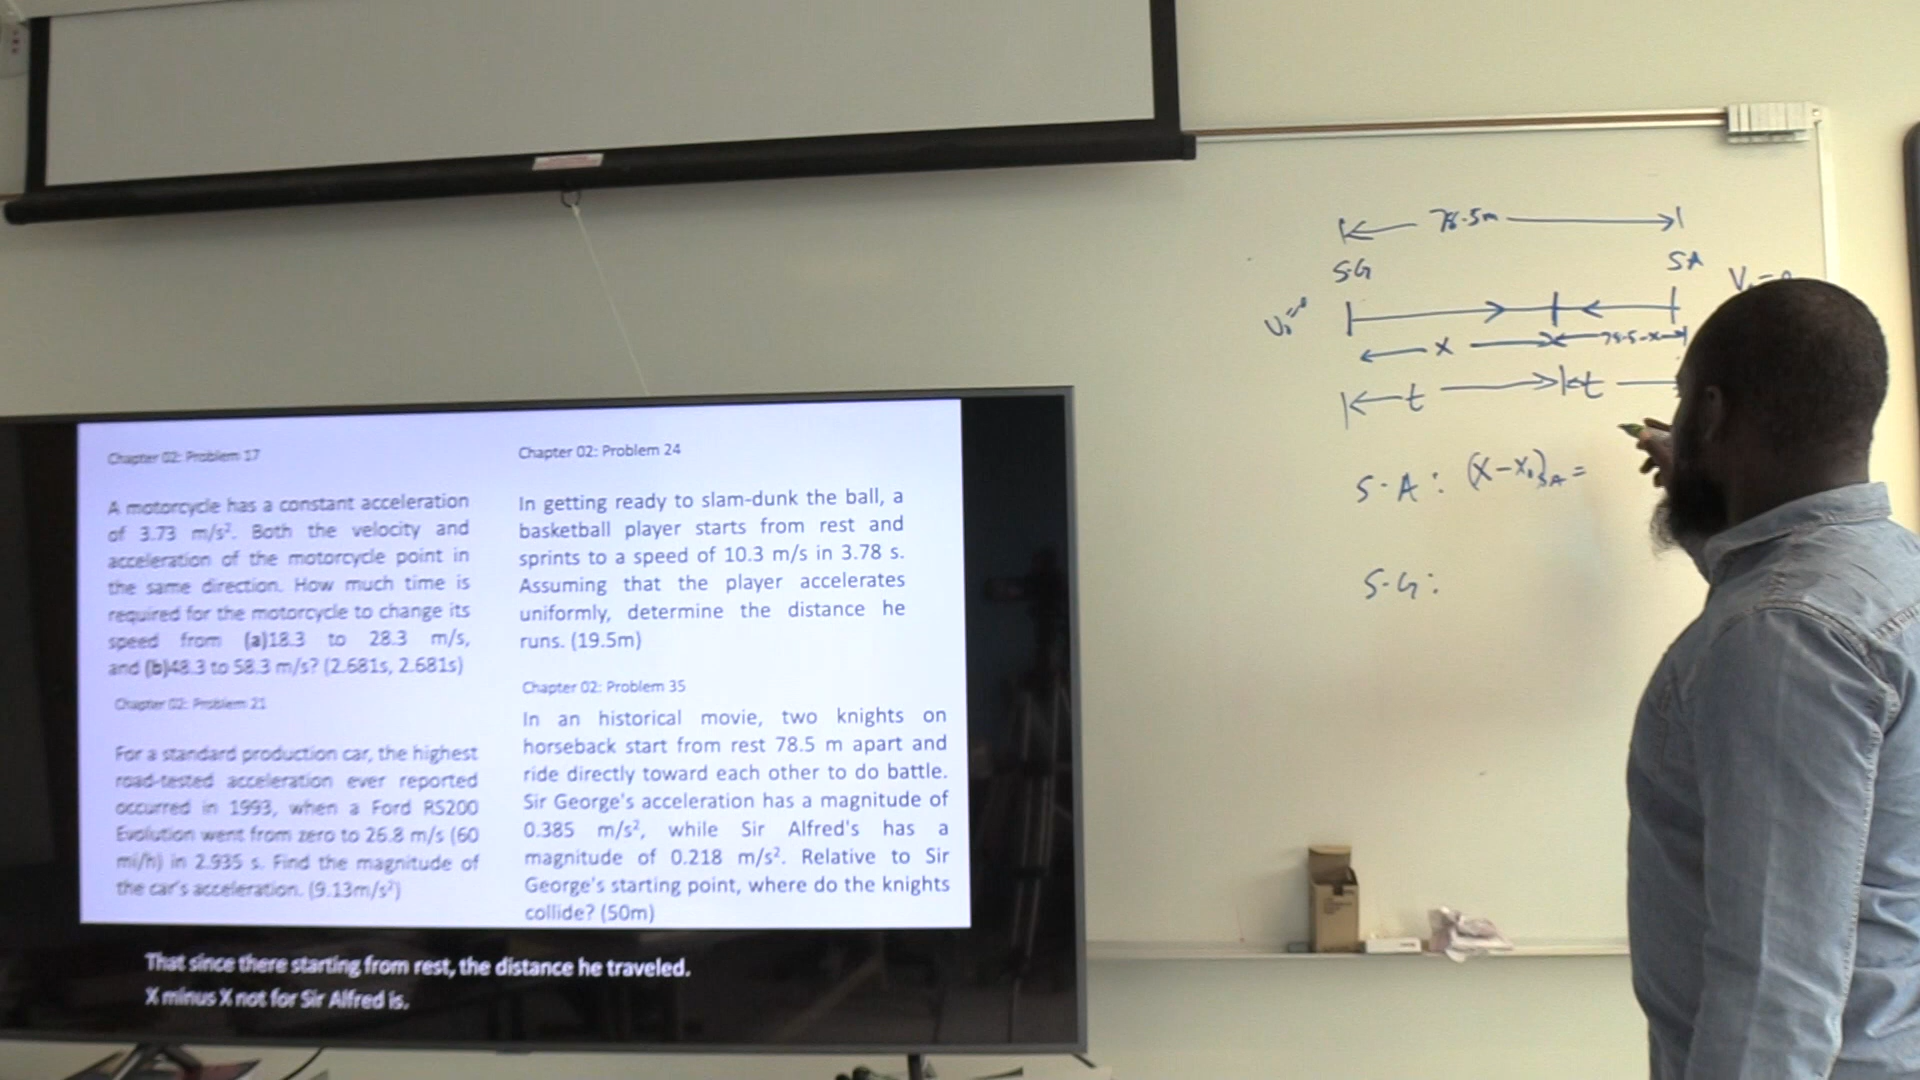 Chapter 02: Problem 17
A motorcycle has a constant acceleration
of 3.73 m/s². Both the velocity and
acceleration of the motorcycle point in
the same direction. How much time is
required for the motorcycle to change its
speed from (a)18.3 to 28.3 m/s,
and (b)48.3 to 58.3 m/s? (2.681s, 2.681s)
Chapter 02: Problem 21
For a standard production car, the highest
road-tested acceleration ever reported
occurred in 1993, when a Ford RS200
Evolution went from zero to 26.8 m/s (60
mi/h) in 2.935 s. Find the magnitude of
the car's acceleration. (9.13m/s²)
Chapter 02: Problem 24
In getting ready to slam-dunk the ball, a
basketball player starts from rest and
sprints to a speed of 10.3 m/s in 3.78 s.
Assuming that the player accelerates
uniformly, determine the distance he
runs. (19.5m)
Chapter 02: Problem 35
In an historical movie, two knights on
horseback start from rest 78.5 m apart and
ride directly toward each other to do battle.
Sir George's acceleration has a magnitude of
0.385 m/s², while Sir Alfred's has a
magnitude of 0.218 m/s². Relative to Sir
George's starting point, where do the knights
collide? (50m)
That since there starting from rest, the distance he traveled.
X minus X not for Sir Alfred is.
78.5m
S.G SA
V₀=0
x 78.5-x
t t
S.A: (x-x₀)SA =
S.G: